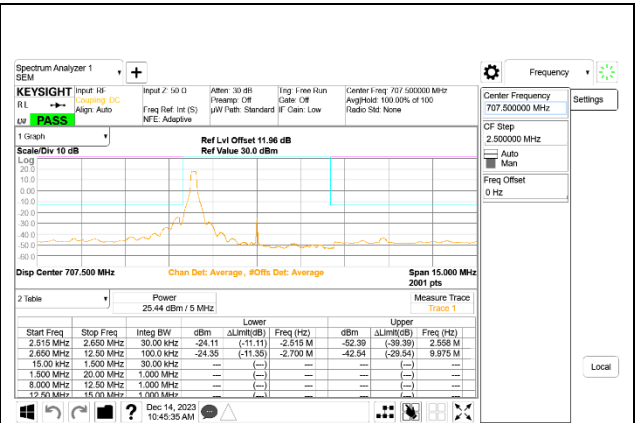 Spectrum Analyzer 1
SEM
Frequency
KEYSIGHT
RL
PASS
Input: RF
Coupling: DC
Align: Auto
Input Z: 50 Ω
Freq Ref: Int (S)
NFE: Adaptive
Atten: 30 dB
Preamp: Off
µW Path: Standard
Trig: Free Run
Gate: Off
IF Gain: Low
Center Freq: 707.500000 MHz
Avg|Hold: 100.00% of 100
Radio Std: None
Center Frequency
707.500000 MHz
Settings
CF Step
2.500000 MHz
Auto
Man
Freq Offset
0 Hz
1 Graph
Scale/Div 10 dB
Ref Lvl Offset 11.96 dB
Ref Value 30.0 dBm
Log
20.0
10.0
0.00
-10.0
-20.0
-30.0
-40.0
-50.0
-60.0
Disp Center 707.500 MHz
Chan Det: Average, #Offs Det: Average
Span 15.000 MHz
2001 pts
2 Table
Power
25.44 dBm / 5 MHz
Measure Trace
Trace 1
Lower Upper
Start Freq Stop Freq Integ BW dBm ΔLimit(dB) Freq (Hz) dBm ΔLimit(dB) Freq (Hz)
2.515 MHz 2.650 MHz 30.00 kHz -24.11 (-11.11) -2.515 M -52.39 (-39.39) 2.558 M
2.650 MHz 12.50 MHz 100.0 kHz -24.35 (-11.35) -2.700 M -42.54 (-29.54) 9.975 M
15.00 kHz 1.500 MHz 30.00 kHz --- (---) --- --- (---) ---
1.500 MHz 20.00 MHz 1.000 MHz --- (---) --- --- (---) ---
8.000 MHz 12.50 MHz 1.000 MHz --- (---) --- --- (---) ---
12.50 MHz 15.00 MHz 1.000 MHz --- (---) --- --- (---) ---
Local
Dec 14, 2023
10:45:35 AM